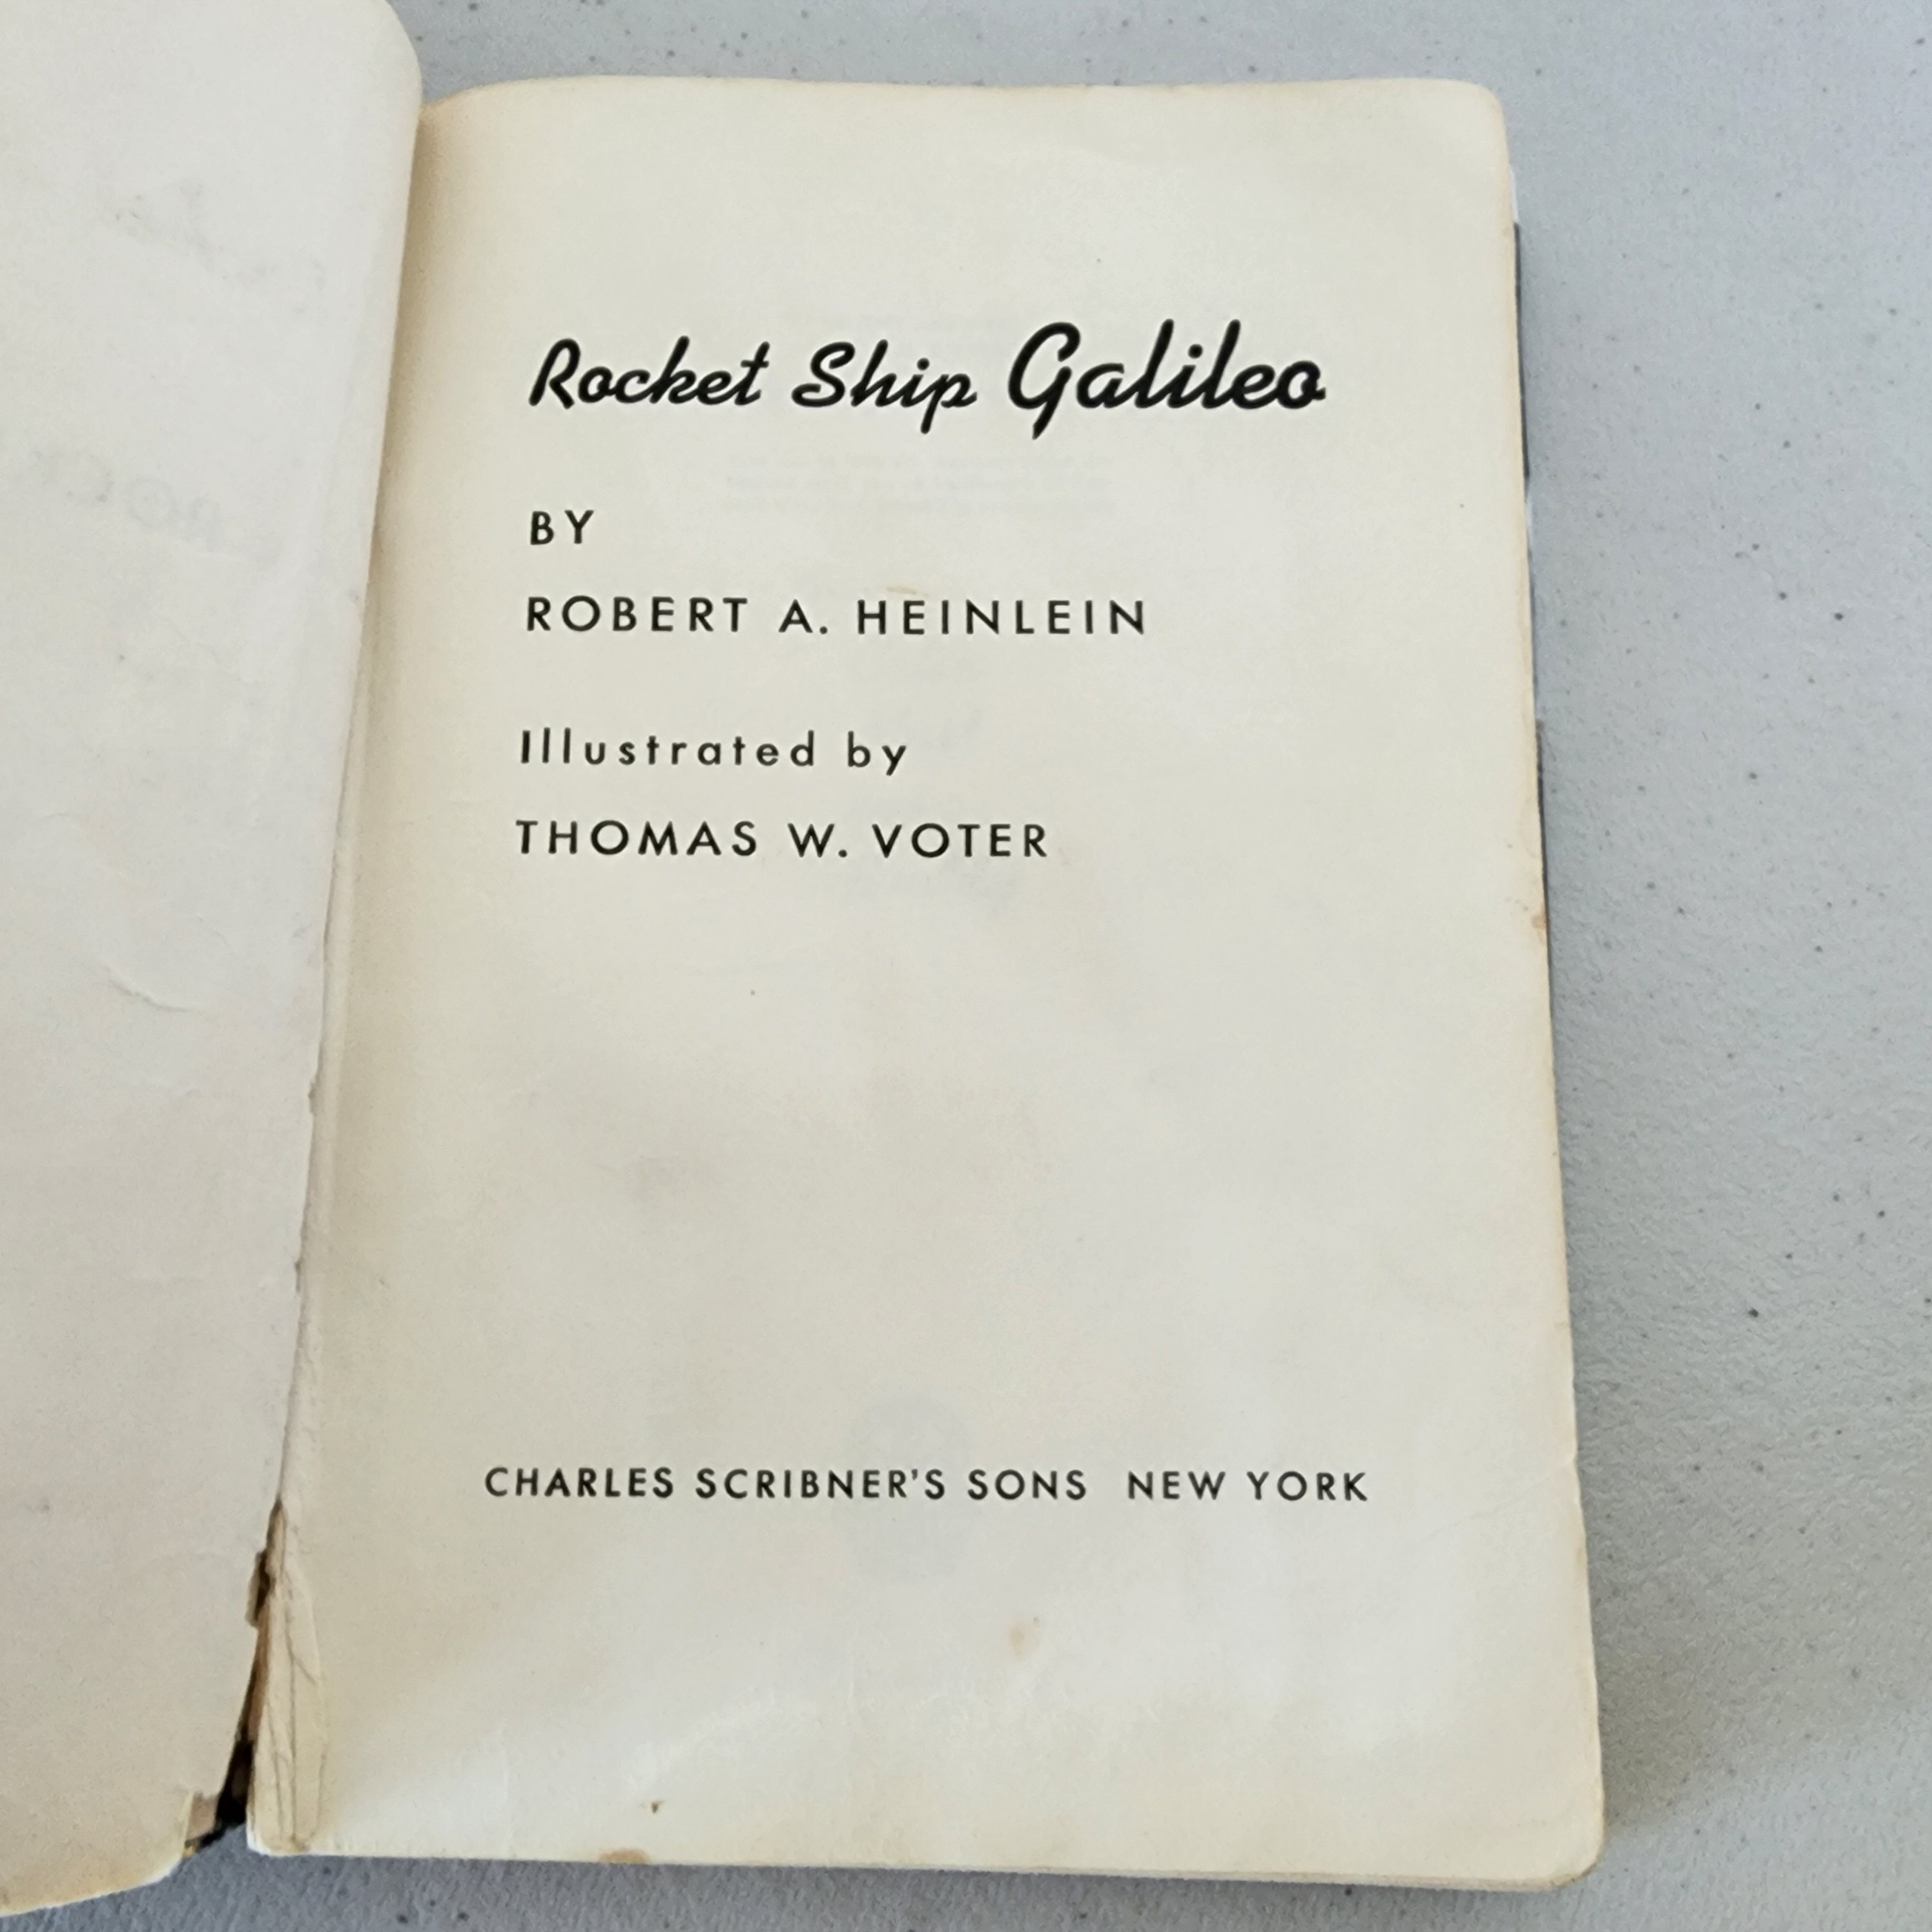 Rocket Ship Galileo
BY
ROBERT A. HEINLEIN
Illustrated by
THOMAS W. VOTER
CHARLES SCRIBNER'S SONS NEW YORK